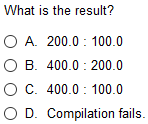 What is the result?
A. 200.0 : 100.0
B. 400.0 : 200.0
C. 400.0 : 100.0
D. Compilation fails.